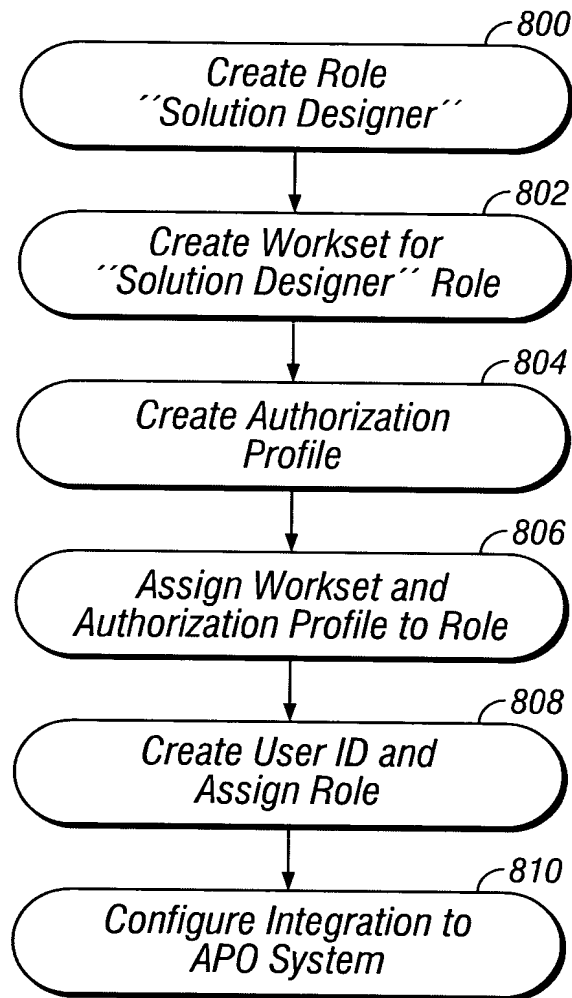 800
Create Role
´´Solution Designer´´
802
Create Workset for
´´Solution Designer´´ Role
804
Create Authorization
Profile
806
Assign Workset and
Authorization Profile to Role
808
Create User ID and
Assign Role
810
Configure Integration to
APO System